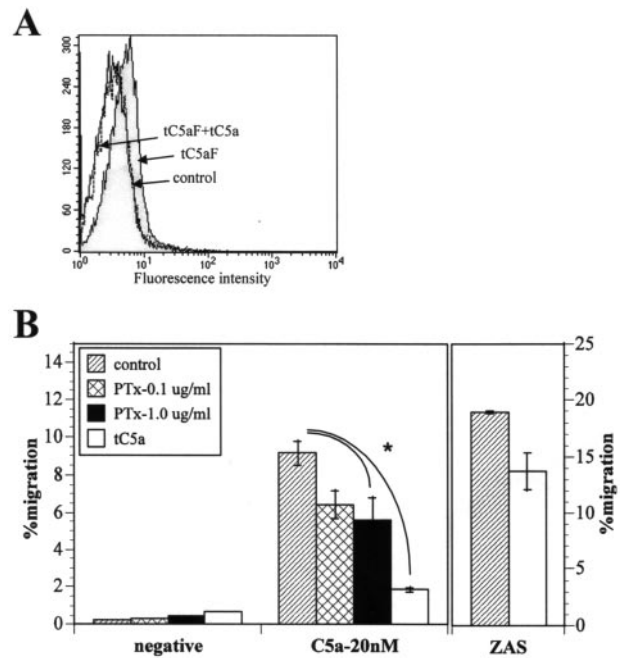 A
300
240
180
120
60
0
tC5aF+tC5a
tC5aF
control
10^0 10^1 10^2 10^3 10^4
Fluorescence intensity
B
control
PTx-0.1 ug/ml
PTx-1.0 ug/ml
tC5a
%migration
14
12
10
8
6
4
2
0
*
25
20
15
10
5
0
%migration
negative C5a-20nM ZAS